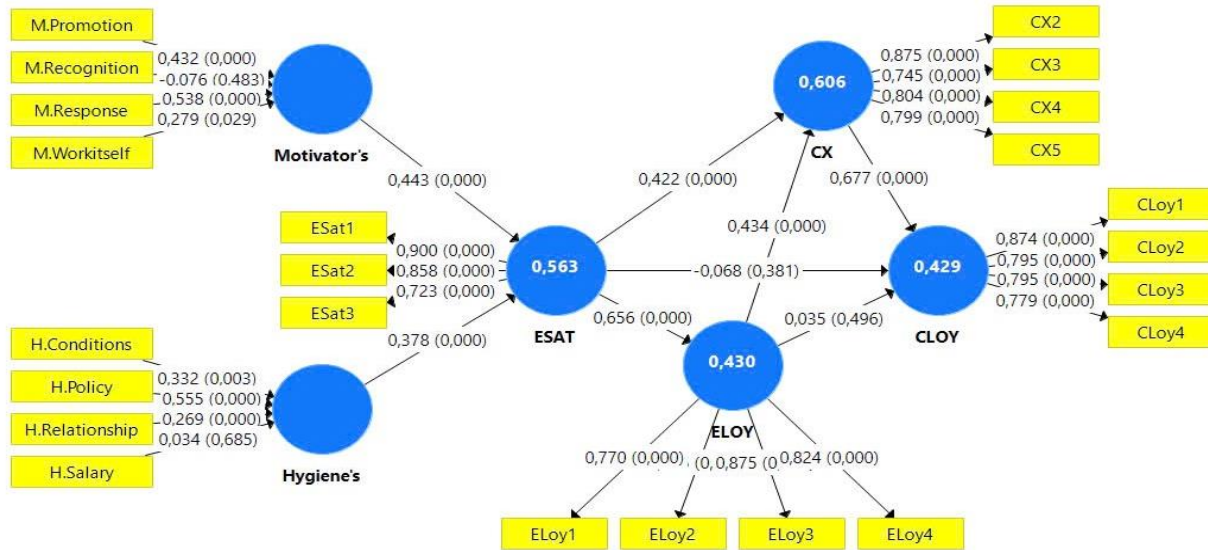 M.Promotion
M.Recognition
M.Response
M.Workitself
0,432 (0,000)
-0,076 (0,483)
0,538 (0,000)
0,279 (0,029)
Motivator's
0,443 (0,000)
ESat1
ESat2
ESat3
0,900 (0,000)
0,858 (0,000)
0,723 (0,000)
0,563
ESAT
H.Conditions
H.Policy
H.Relationship
H.Salary
0,332 (0,003)
0,555 (0,000)
0,269 (0,000)
0,034 (0,685)
Hygiene's
0,378 (0,000)
0,422 (0,000)
0,434 (0,000)
-0,068 (0,381)
0,656 (0,000)
0,035 (0,496)
0,677 (0,000)
0,606
CX
0,875 (0,000)
0,745 (0,000)
0,804 (0,000)
0,799 (0,000)
CX2
CX3
CX4
CX5
0,429
CLOY
0,874 (0,000)
0,795 (0,000)
0,795 (0,000)
0,779 (0,000)
CLoy1
CLoy2
CLoy3
CLoy4
0,430
ELOY
0,770 (0,000)
0,875
0,824 (0,000)
ELoy1
ELoy2
ELoy3
ELoy4